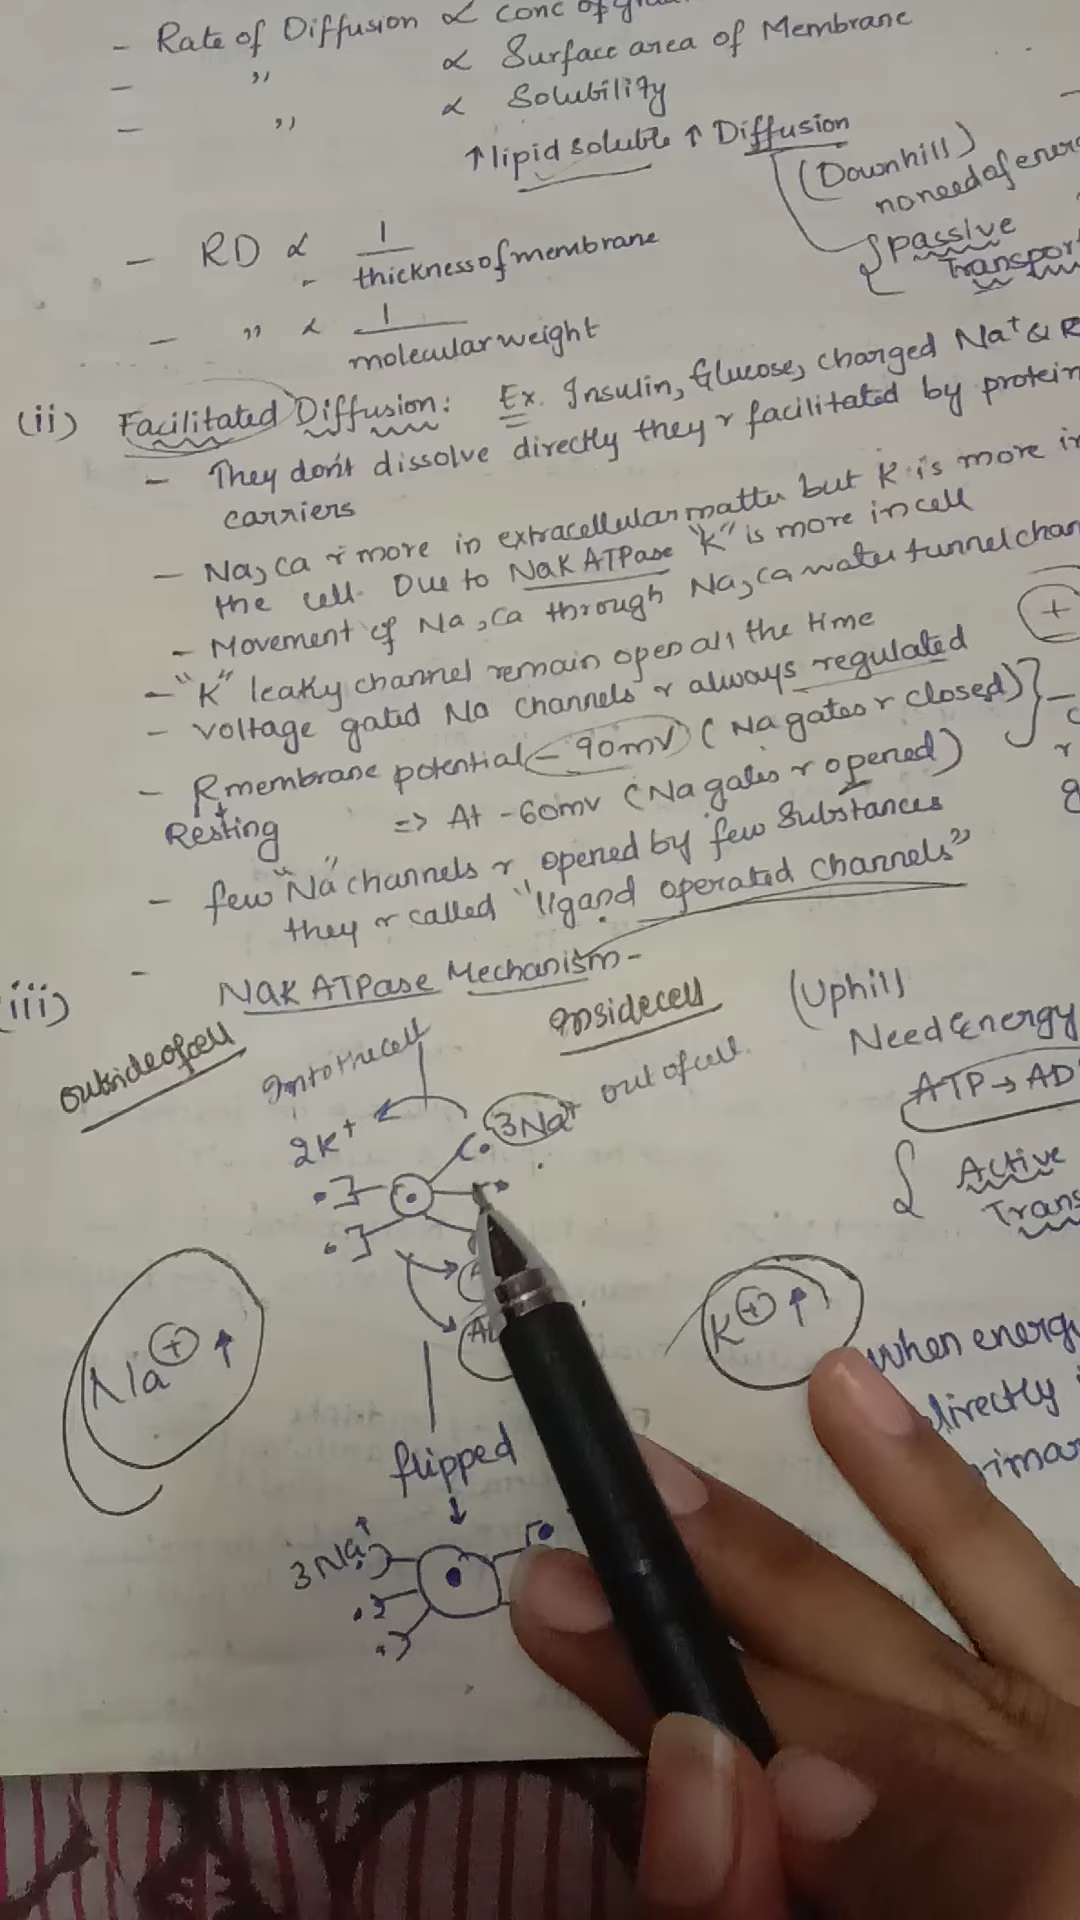 - Rate of Diffusion ∝ conc of
- " ∝ Surface area of Membrane
- " ∝ Solubility
↑ lipid soluble ↑ Diffusion
(Downhill)
no need of
Passive
Transport
- RD ∝ 1/thickness of membrane
- " ∝ 1/molecular weight
(ii) Facilitated Diffusion: Ex. Insulin, Glucose, charged Na+ &
- They don't dissolve directly they r facilitated by protein
carriers
- Na, Ca r more in extracellular matter but K is more in
the cell. Due to NaK ATPase "K" is more in cell
- Movement of Na, Ca through Na, Ca water tunnel
- "K" leaky channel remain open all the time
- voltage gated Na channels r always regulated
+
- Rmembrane potential - 90mV (Na gates r closed)
Resting => At -60mv (Na gates r opened)
- few "Na" channels r opened by few Substances
they r called "ligand operated channels"
(iii) - NaK ATPase Mechanism -
outside of cell
Into the cell
Inside cell
(Uphill)
Need Energy
ATP → AD
2K+
3Na+ out of cell
Active
Na+ ↑
K+ ↑
When energy
directly
flipped
3Na+